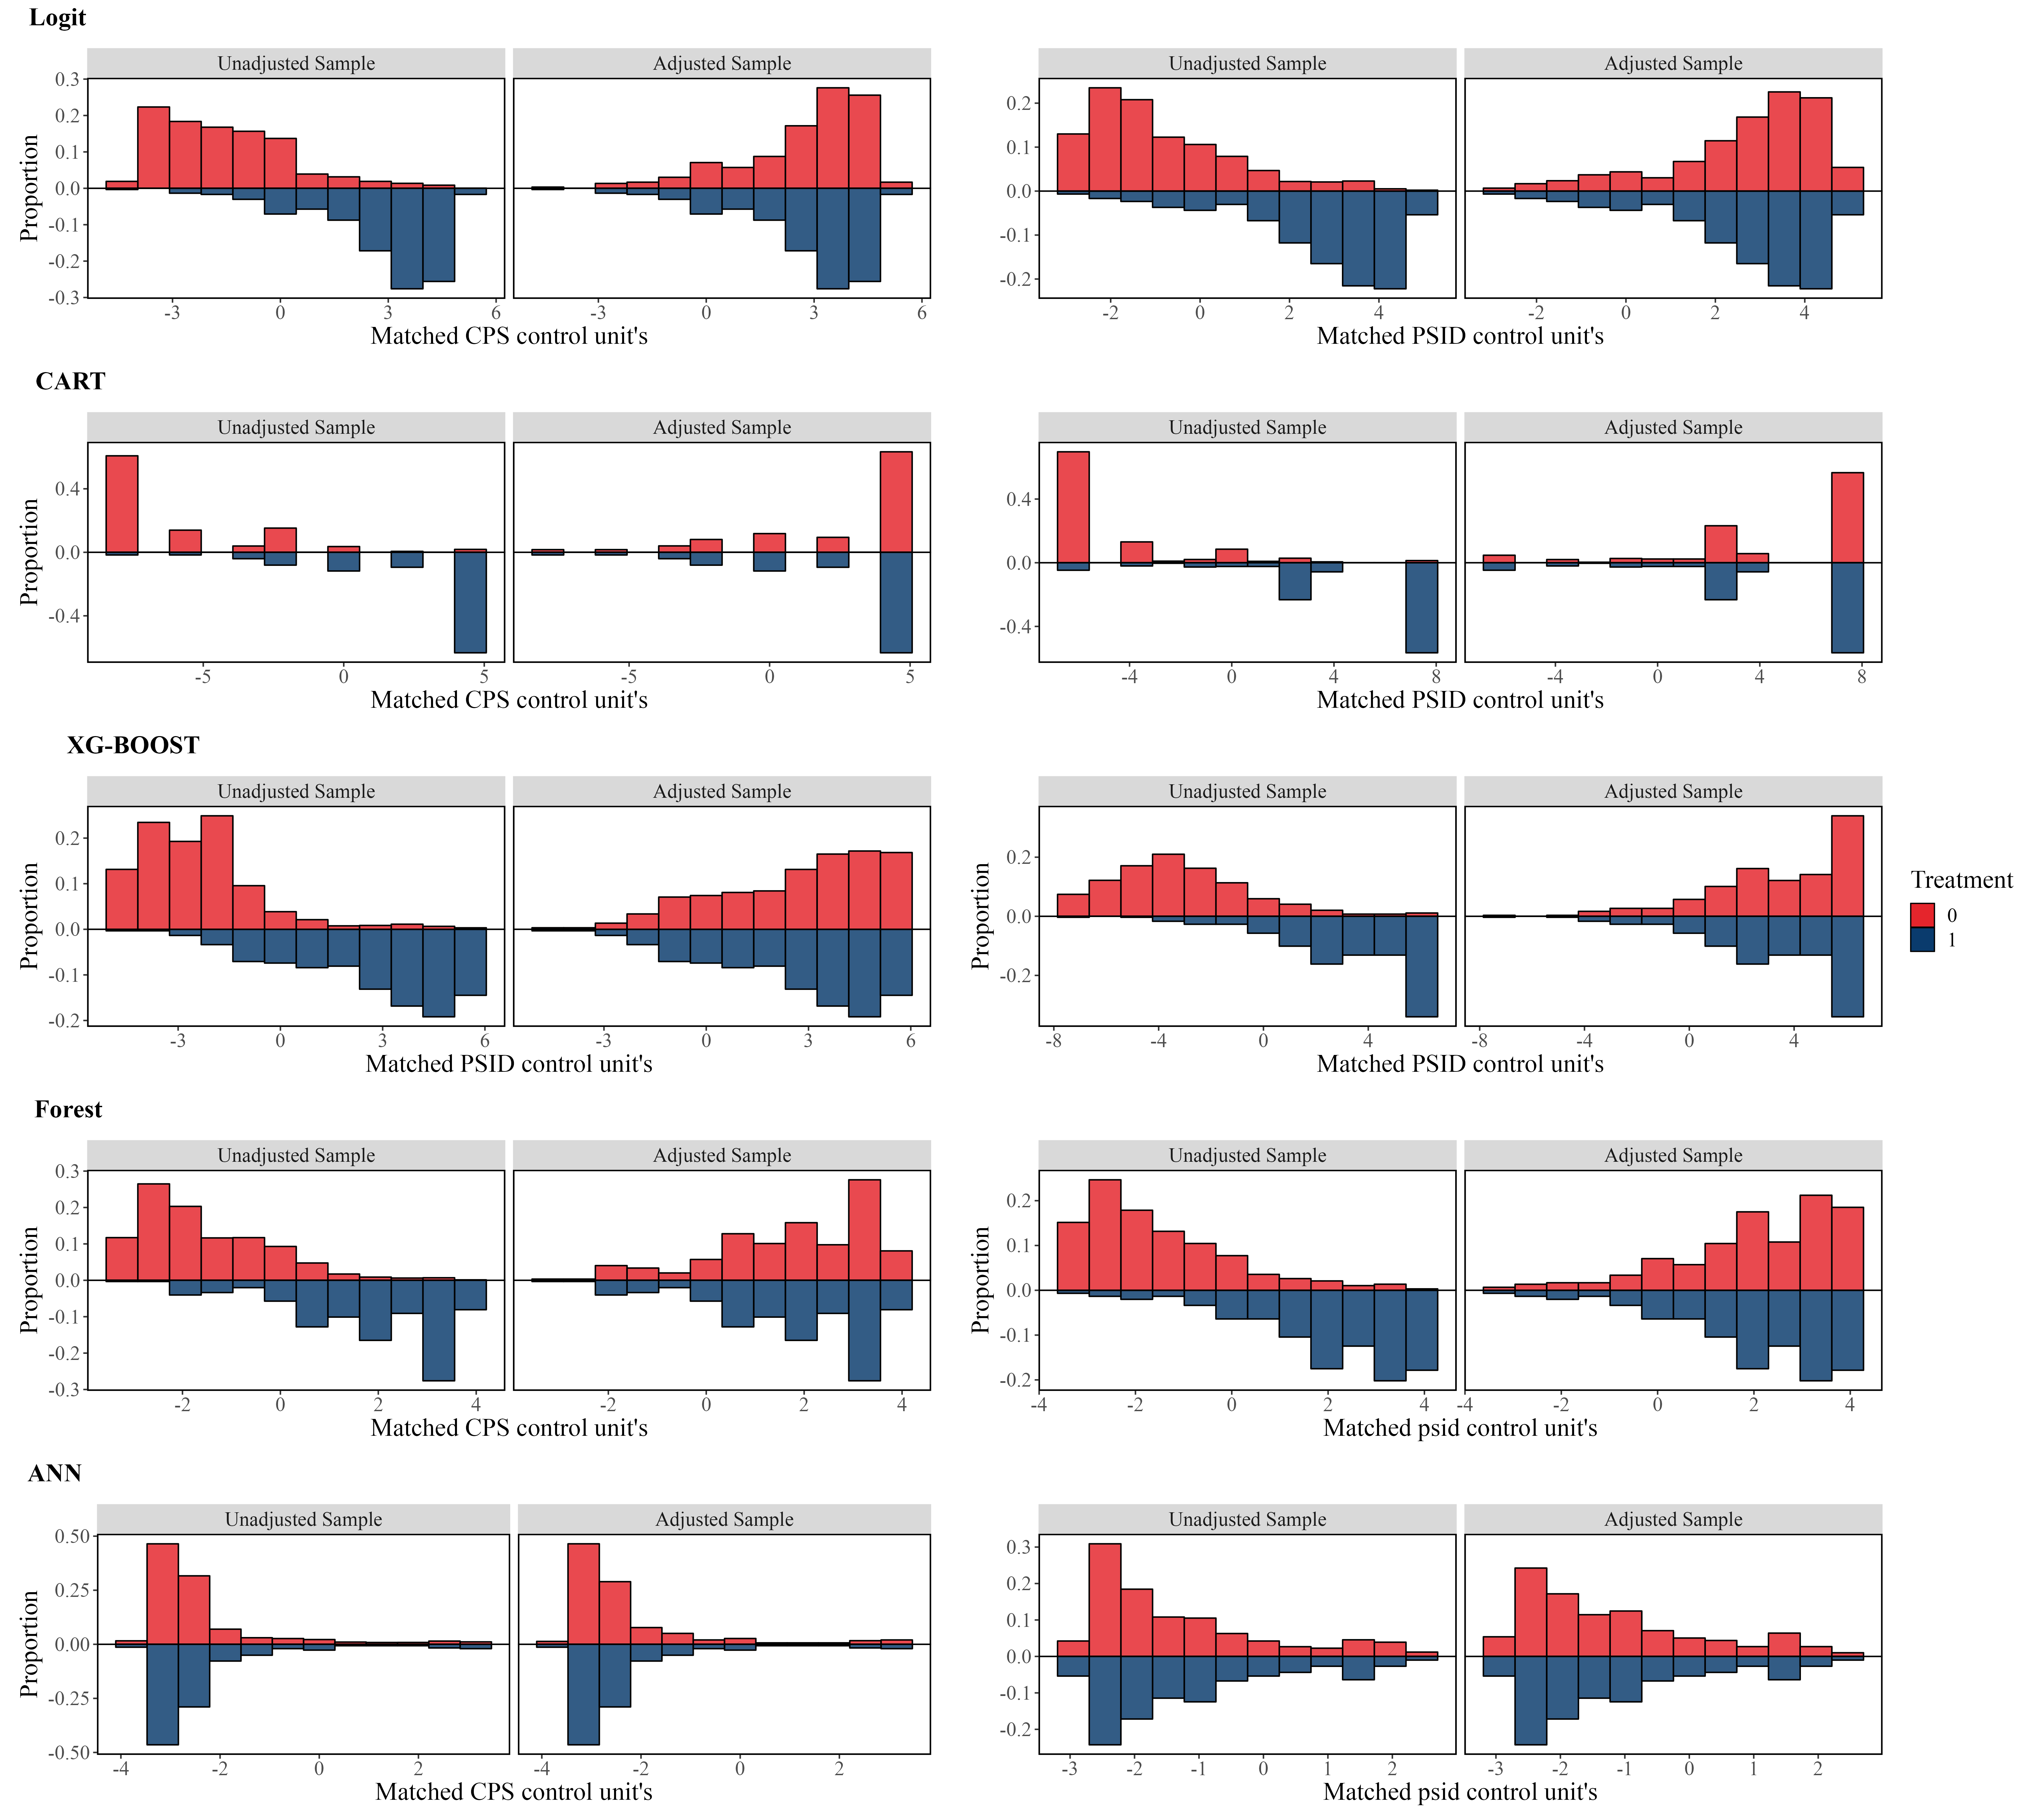 Logit
Unadjusted Sample Adjusted Sample Unadjusted Sample Adjusted Sample
Proportion
0.3
0.2
0.1
0.0
-0.1
-0.2
-0.3
-3 0 3 6 -3 0 3 6
Matched CPS control unit's
0.2
0.1
0.0
-0.1
-0.2
-2 0 2 4 -2 0 2 4
Matched PSID control unit's
CART
Unadjusted Sample Adjusted Sample Unadjusted Sample Adjusted Sample
Proportion
0.4
0.0
-0.4
-5 0 5 -5 0 5
Matched CPS control unit's
0.4
0.0
-0.4
-4 0 4 8 -4 0 4 8
Matched PSID control unit's
XG-BOOST
Unadjusted Sample Adjusted Sample Unadjusted Sample Adjusted Sample
Proportion
0.2
0.1
0.0
-0.1
-0.2
-3 0 3 6 -3 0 3 6
Matched PSID control unit's
Proportion
0.2
0.0
-0.2
-8 -4 0 4 -8 -4 0 4
Matched PSID control unit's
Treatment
0
1
Forest
Unadjusted Sample Adjusted Sample Unadjusted Sample Adjusted Sample
Proportion
0.3
0.2
0.1
0.0
-0.1
-0.2
-0.3
-2 0 2 4 -2 0 2 4
Matched CPS control unit's
Proportion
0.2
0.1
0.0
-0.1
-0.2
-4 -2 0 2 4 -4 -2 0 2 4
Matched psid control unit's
ANN
Unadjusted Sample Adjusted Sample Unadjusted Sample Adjusted Sample
Proportion
0.50
0.25
0.00
-0.25
-0.50
-4 -2 0 2 -4 -2 0 2
Matched CPS control unit's
0.3
0.2
0.1
0.0
-0.1
-0.2
-3 -2 -1 0 1 2 -3 -2 -1 0 1 2
Matched psid control unit's